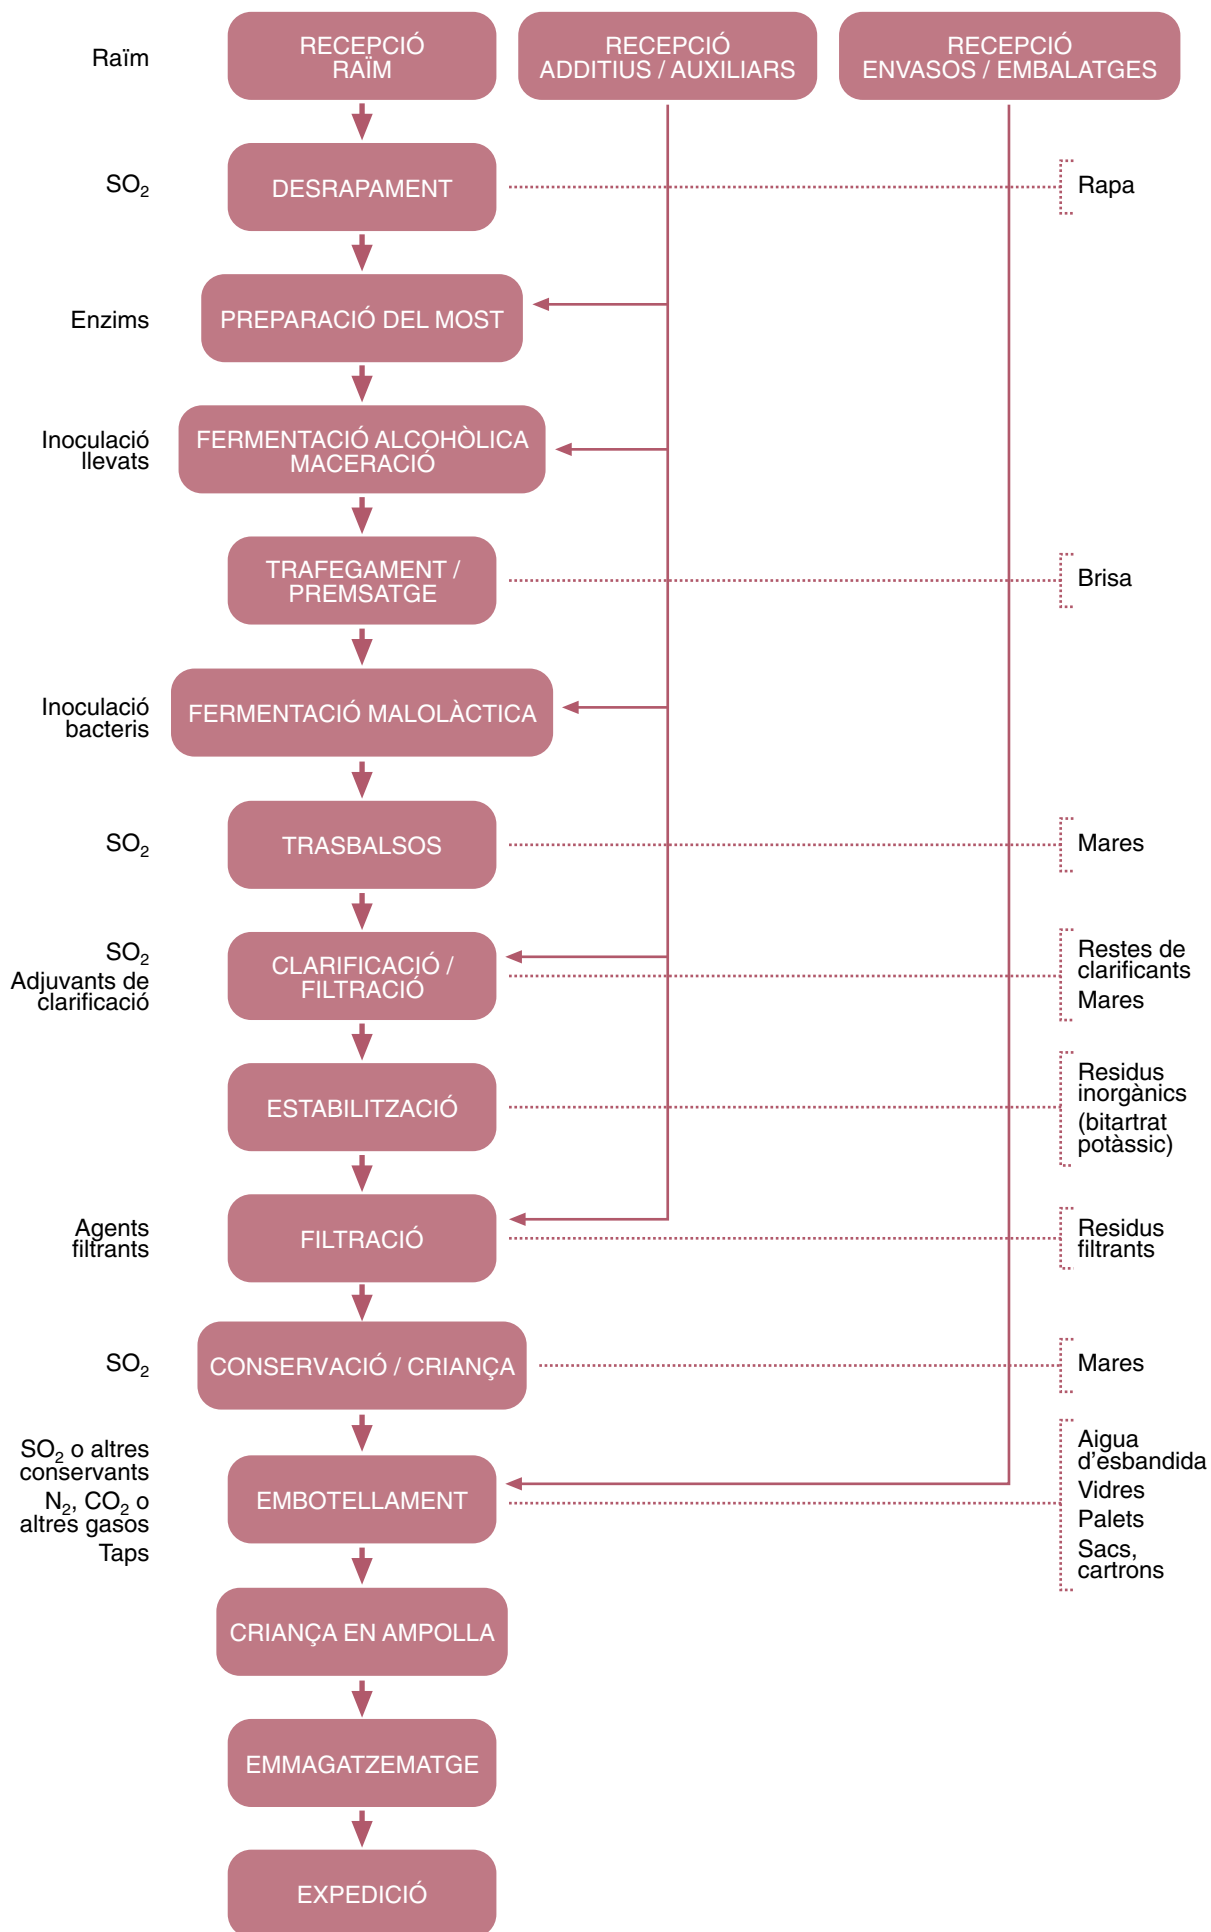 Raïm
RECEPCIÓ
RAÏM
RECEPCIÓ
ADDITIUS / AUXILIARS
RECEPCIÓ
ENVASOS / EMBALATGES
SO₂
DESRAPAMENT
Rapa
Enzims
PREPARACIÓ DEL MOST
Inoculació
llevats
FERMENTACIÓ ALCOHÒLICA
MACERACIÓ
TRAFEGAMENT /
PREMSATGE
Brisa
Inoculació
bacteris
FERMENTACIÓ MALOLÀCTICA
SO₂
TRASBALSOS
Mares
SO₂
Adjuvants de
clarificació
CLARIFICACIÓ /
FILTRACIÓ
Restes de
clarificants
Mares
ESTABILITZACIÓ
Residus
inorgànics
(bitartrat
potàssic)
Agents
filtrants
FILTRACIÓ
Residus
filtrants
SO₂
CONSERVACIÓ / CRIANÇA
Mares
SO₂ o altres
conservants
N₂, CO₂ o
altres gasos
Taps
EMBOTELLAMENT
Aigua
d'esbandida
Vidres
Palets
Sacs,
cartrons
CRIANÇA EN AMPOLLA
EMMAGATZEMATGE
EXPEDICIÓ